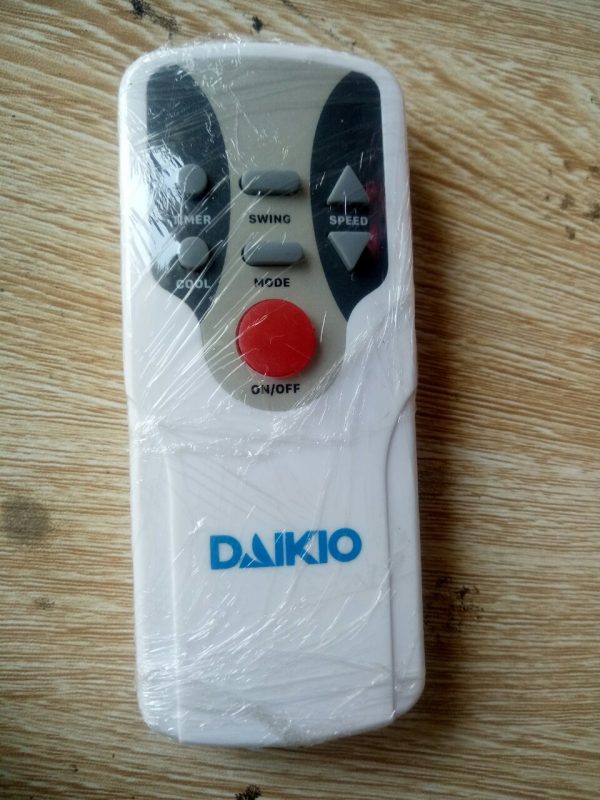 TIMER SWING SPEED
COOL MODE
ON/OFF
DAIKIO